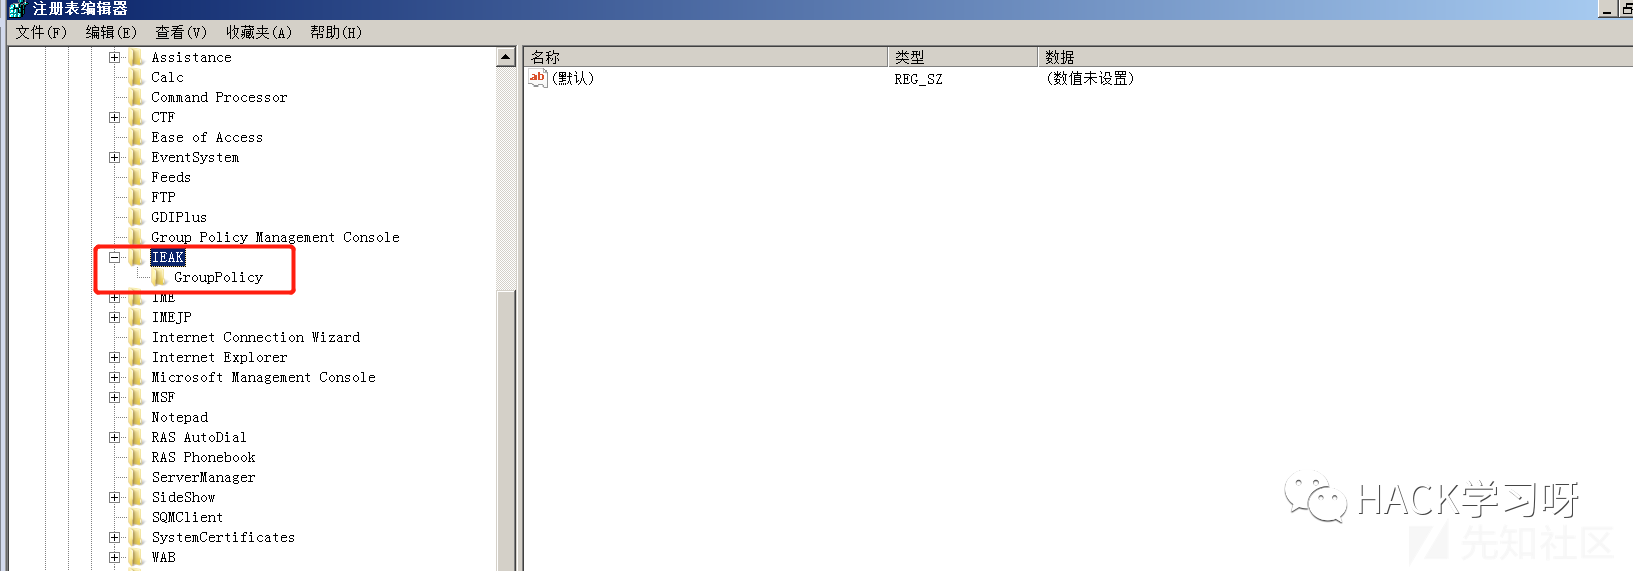 注册表编辑器
文件(F) 编辑(E) 查看(V) 收藏夹(A) 帮助(H)
Assistance
Calc
Command Processor
CTF
Ease of Access
EventSystem
Feeds
FTP
GDIPlus
Group Policy Management Console
IEAK
GroupPolicy
IME
IMEJP
Internet Connection Wizard
Internet Explorer
Microsoft Management Console
MSF
Notepad
RAS AutoDial
RAS Phonebook
ServerManager
SideShow
SQMClient
SystemCertificates
WAB
名称 类型 数据
ab (默认) REG_SZ (数值未设置)
HACK学习呀
先知社区